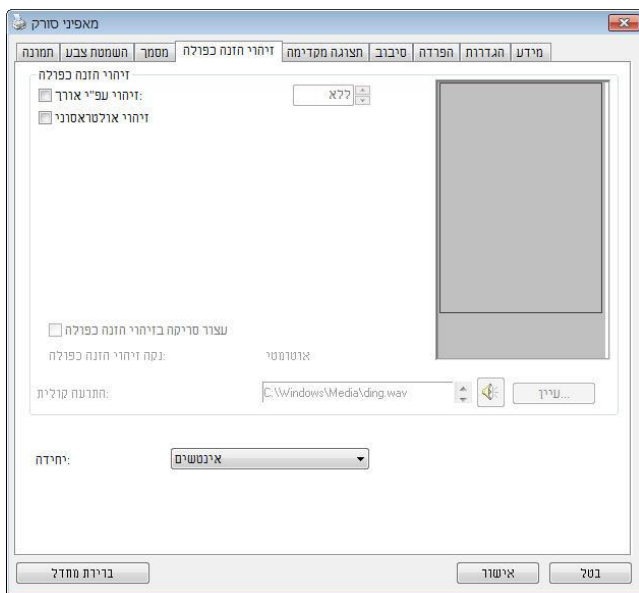 מאפיני סורק
תמונה | השמטת צבע | מסמך | זיהוי הזנה כפולה | תצוגה מקדימה | סיבוב | הפרדה | הגדרות | מידע
זיהוי הזנה כפולה
זיהוי עפ"י אורך:
ללא
זיהוי אולטראסוני
עצור סריקה בזיהוי הזנה כפולה
נקה זיהוי הזנה כפולה:
אוטומטי
התרעה קולית:
C:\Windows\Media\ding.wav
עיין...
יחידה:
אינטשים
ברירת מחדל
אישור
בטל